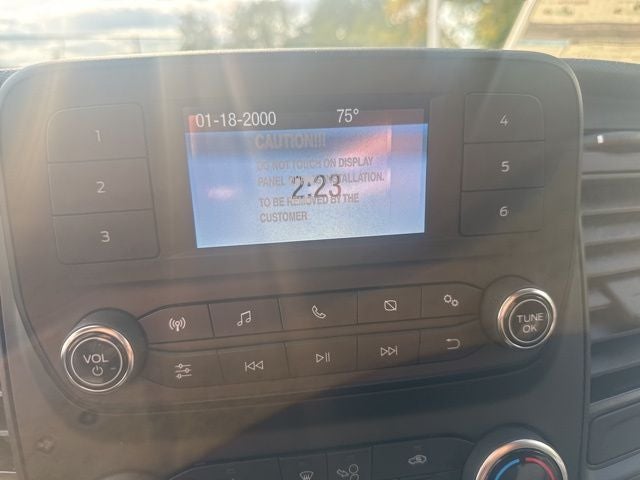 01-18-2000 75°
CAUTION!!!
DO NOT TOUCH ON DISPLAY
PANEL INSTALLATION.
2:23
TO BE REMOVED BY THE
CUSTOMER
1
2
3
4
5
6
VOL
TUNE
OK